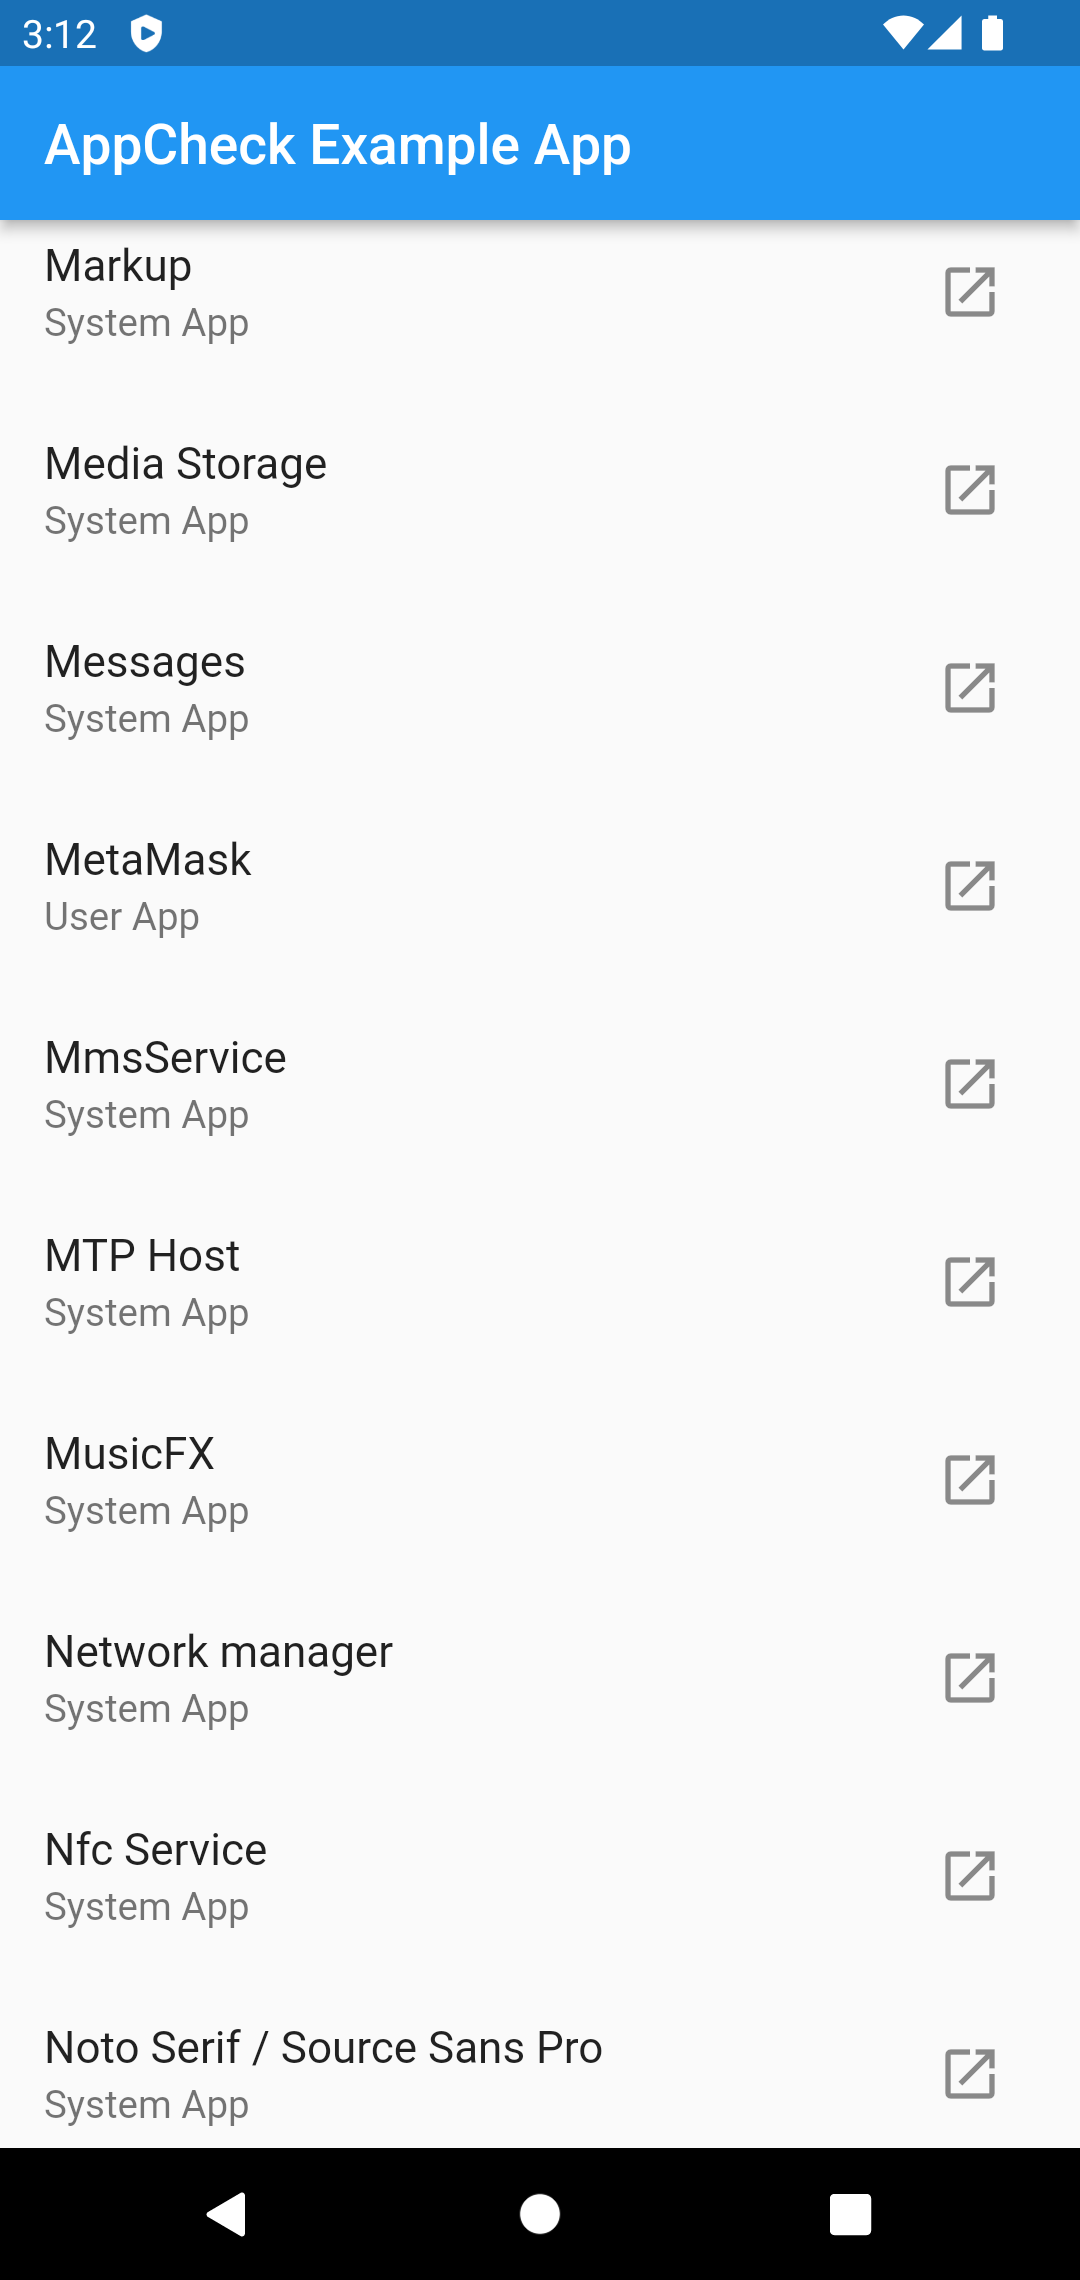 3:12
AppCheck Example App
Markup
System App
Media Storage
System App
Messages
System App
MetaMask
User App
MmsService
System App
MTP Host
System App
MusicFX
System App
Network manager
System App
Nfc Service
System App
Noto Serif / Source Sans Pro
System App